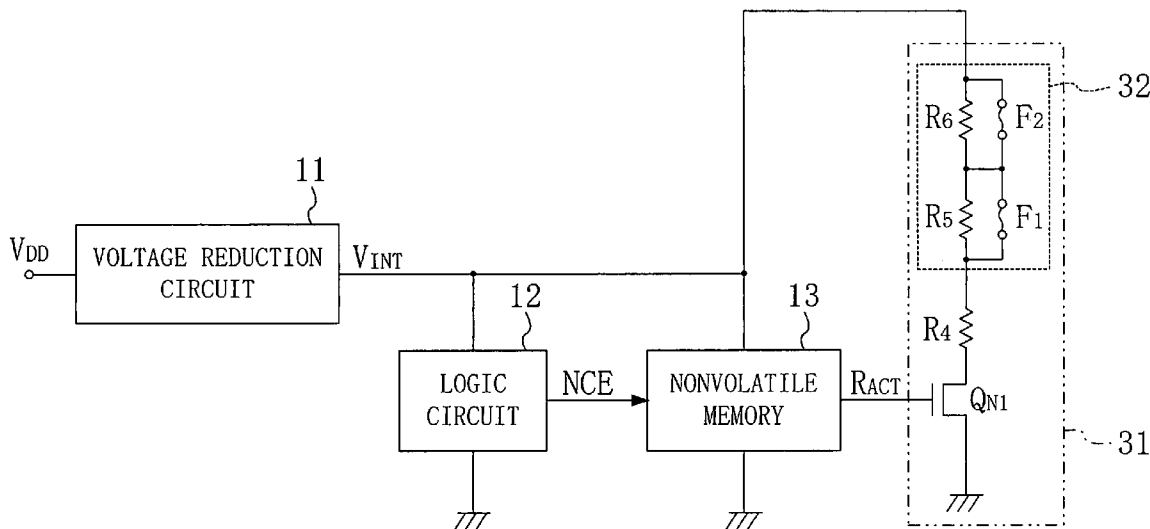 32
R6
F2
11
R5
F1
VDD
VOLTAGE REDUCTION
CIRCUIT
VINT
12
13
R4
LOGIC
CIRCUIT
NCE
NONVOLATILE
MEMORY
RACT
QN1
31